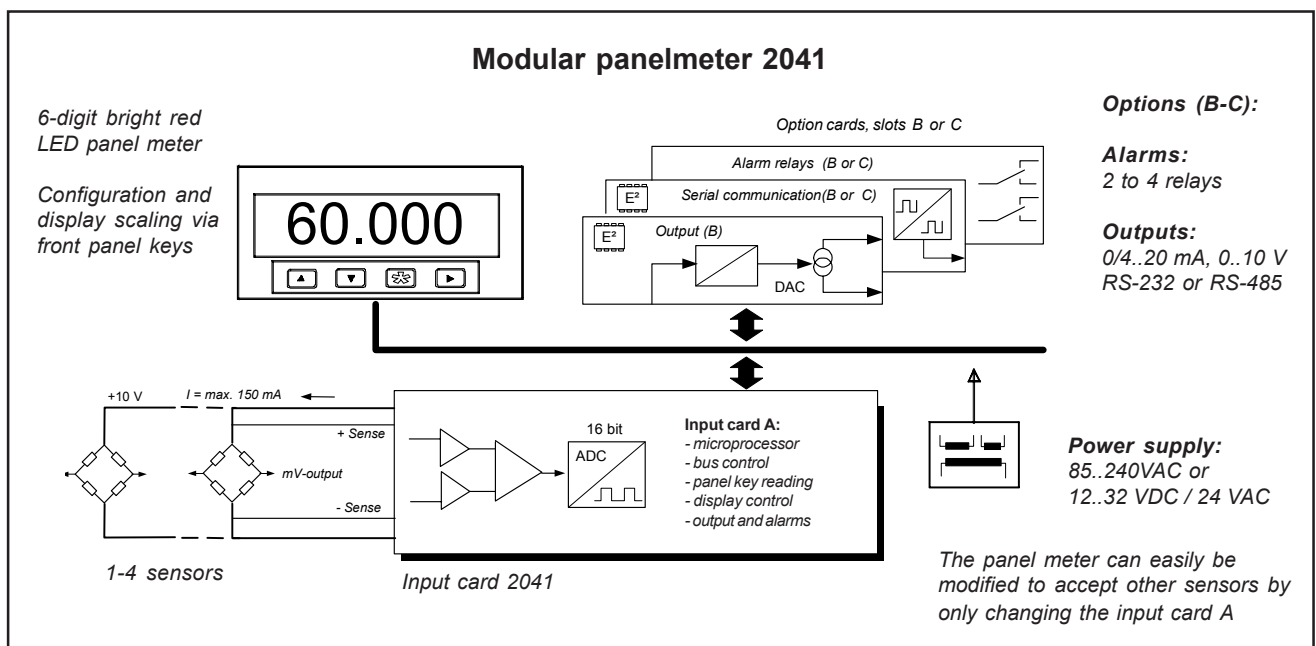 Modular panelmeter 2041
6-digit bright red
LED panel meter
Configuration and
display scaling via
front panel keys
60.000
Option cards, slots B or C
Alarm relays (B or C)
E²
Serial communication(B or C)
E²
Output (B)
DAC
Options (B-C):
Alarms:
2 to 4 relays
Outputs:
0/4..20 mA, 0..10 V
RS-232 or RS-485
+10 V
I = max. 150 mA
+ Sense
mV-output
- Sense
1-4 sensors
16 bit
ADC
Input card A:
- microprocessor
- bus control
- panel key reading
- display control
- output and alarms
Input card 2041
Power supply:
85..240VAC or
12..32 VDC / 24 VAC
The panel meter can easily be
modified to accept other sensors by
only changing the input card A